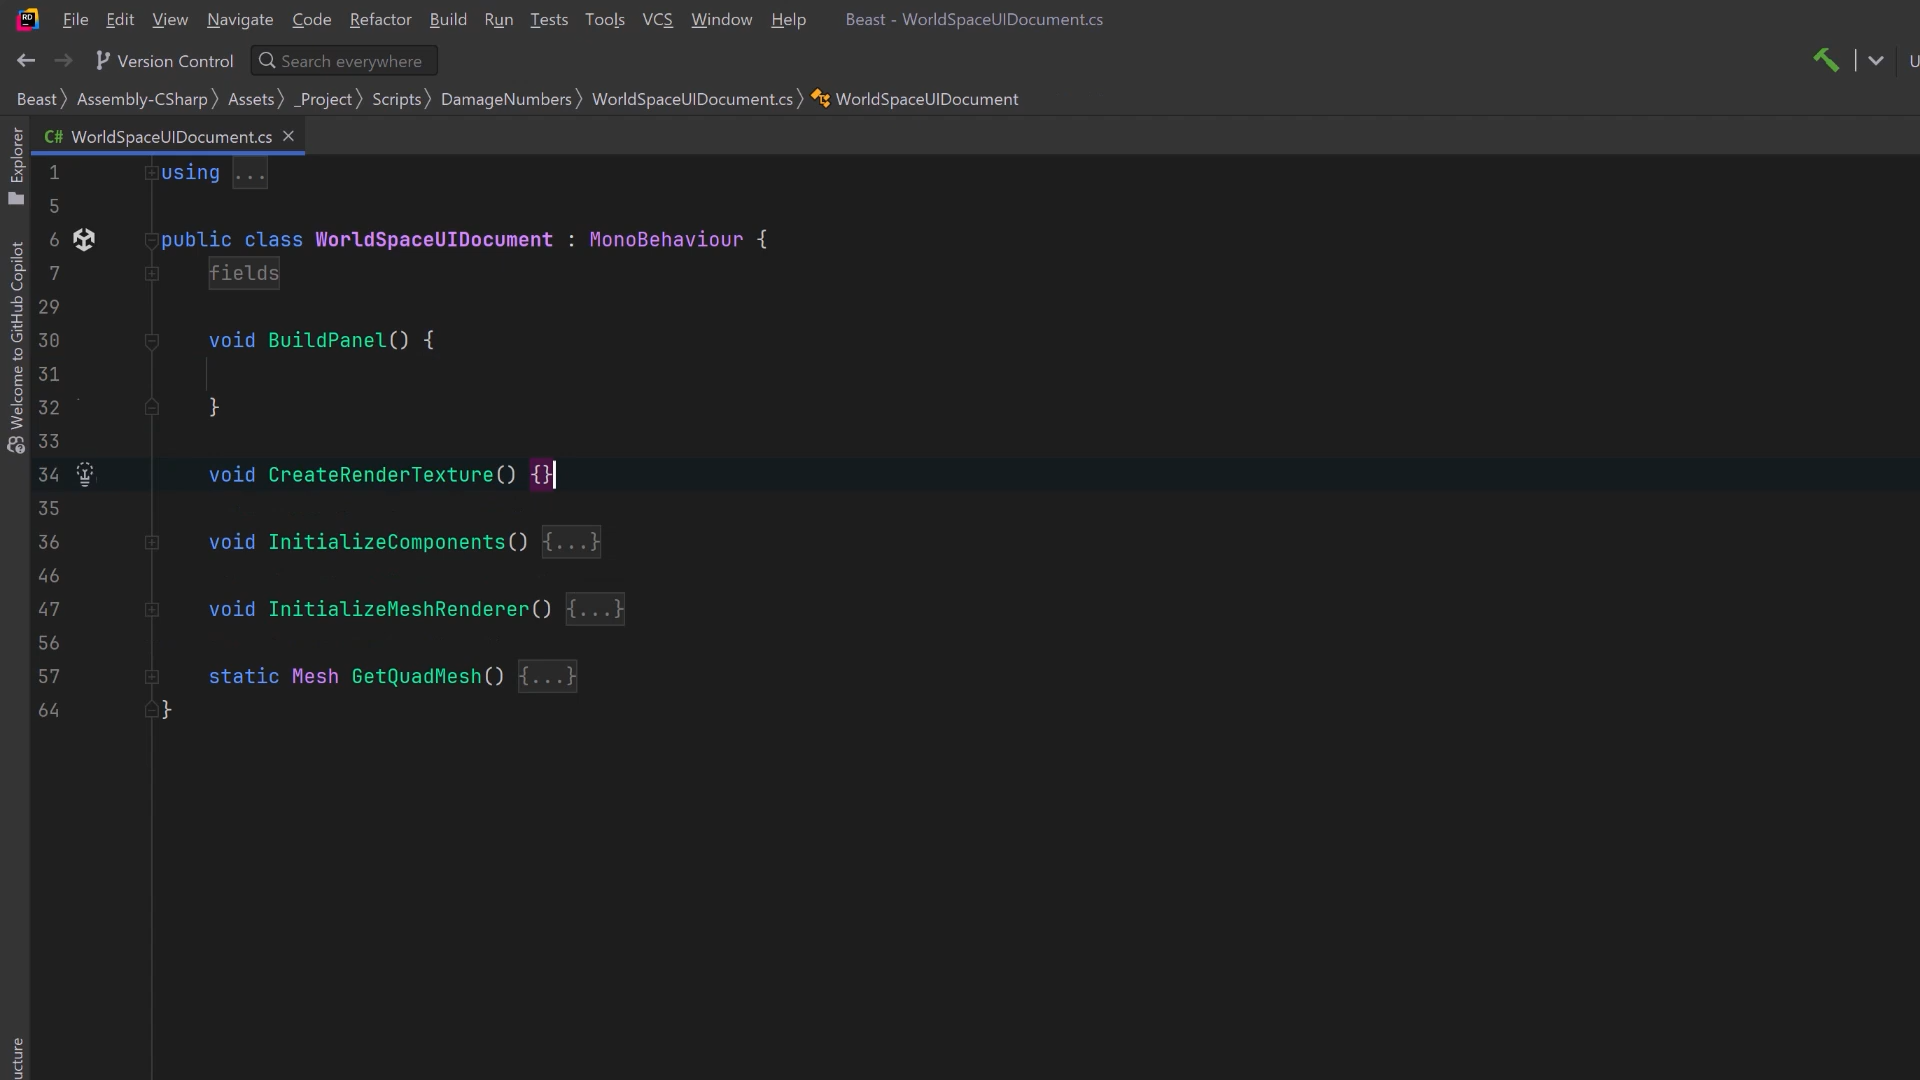 File Edit View Navigate Code Refactor Build Run Tests Tools VCS Window Help Beast - WorldSpaceUIDocument.cs
Version Control Search everywhere U
Beast Assembly-CSharp Assets _Project Scripts DamageNumbers WorldSpaceUIDocument.cs WorldSpaceUIDocument
C# WorldSpaceUIDocument.cs
Explorer
Welcome to GitHub Copilot
ucture
1 using ...
5
6 public class WorldSpaceUIDocument : MonoBehaviour {
7 fields
29
30 void BuildPanel() {
31
32 }
33
34 void CreateRenderTexture() {}
35
36 void InitializeComponents() {...}
46
47 void InitializeMeshRenderer() {...}
56
57 static Mesh GetQuadMesh() {...}
64 }